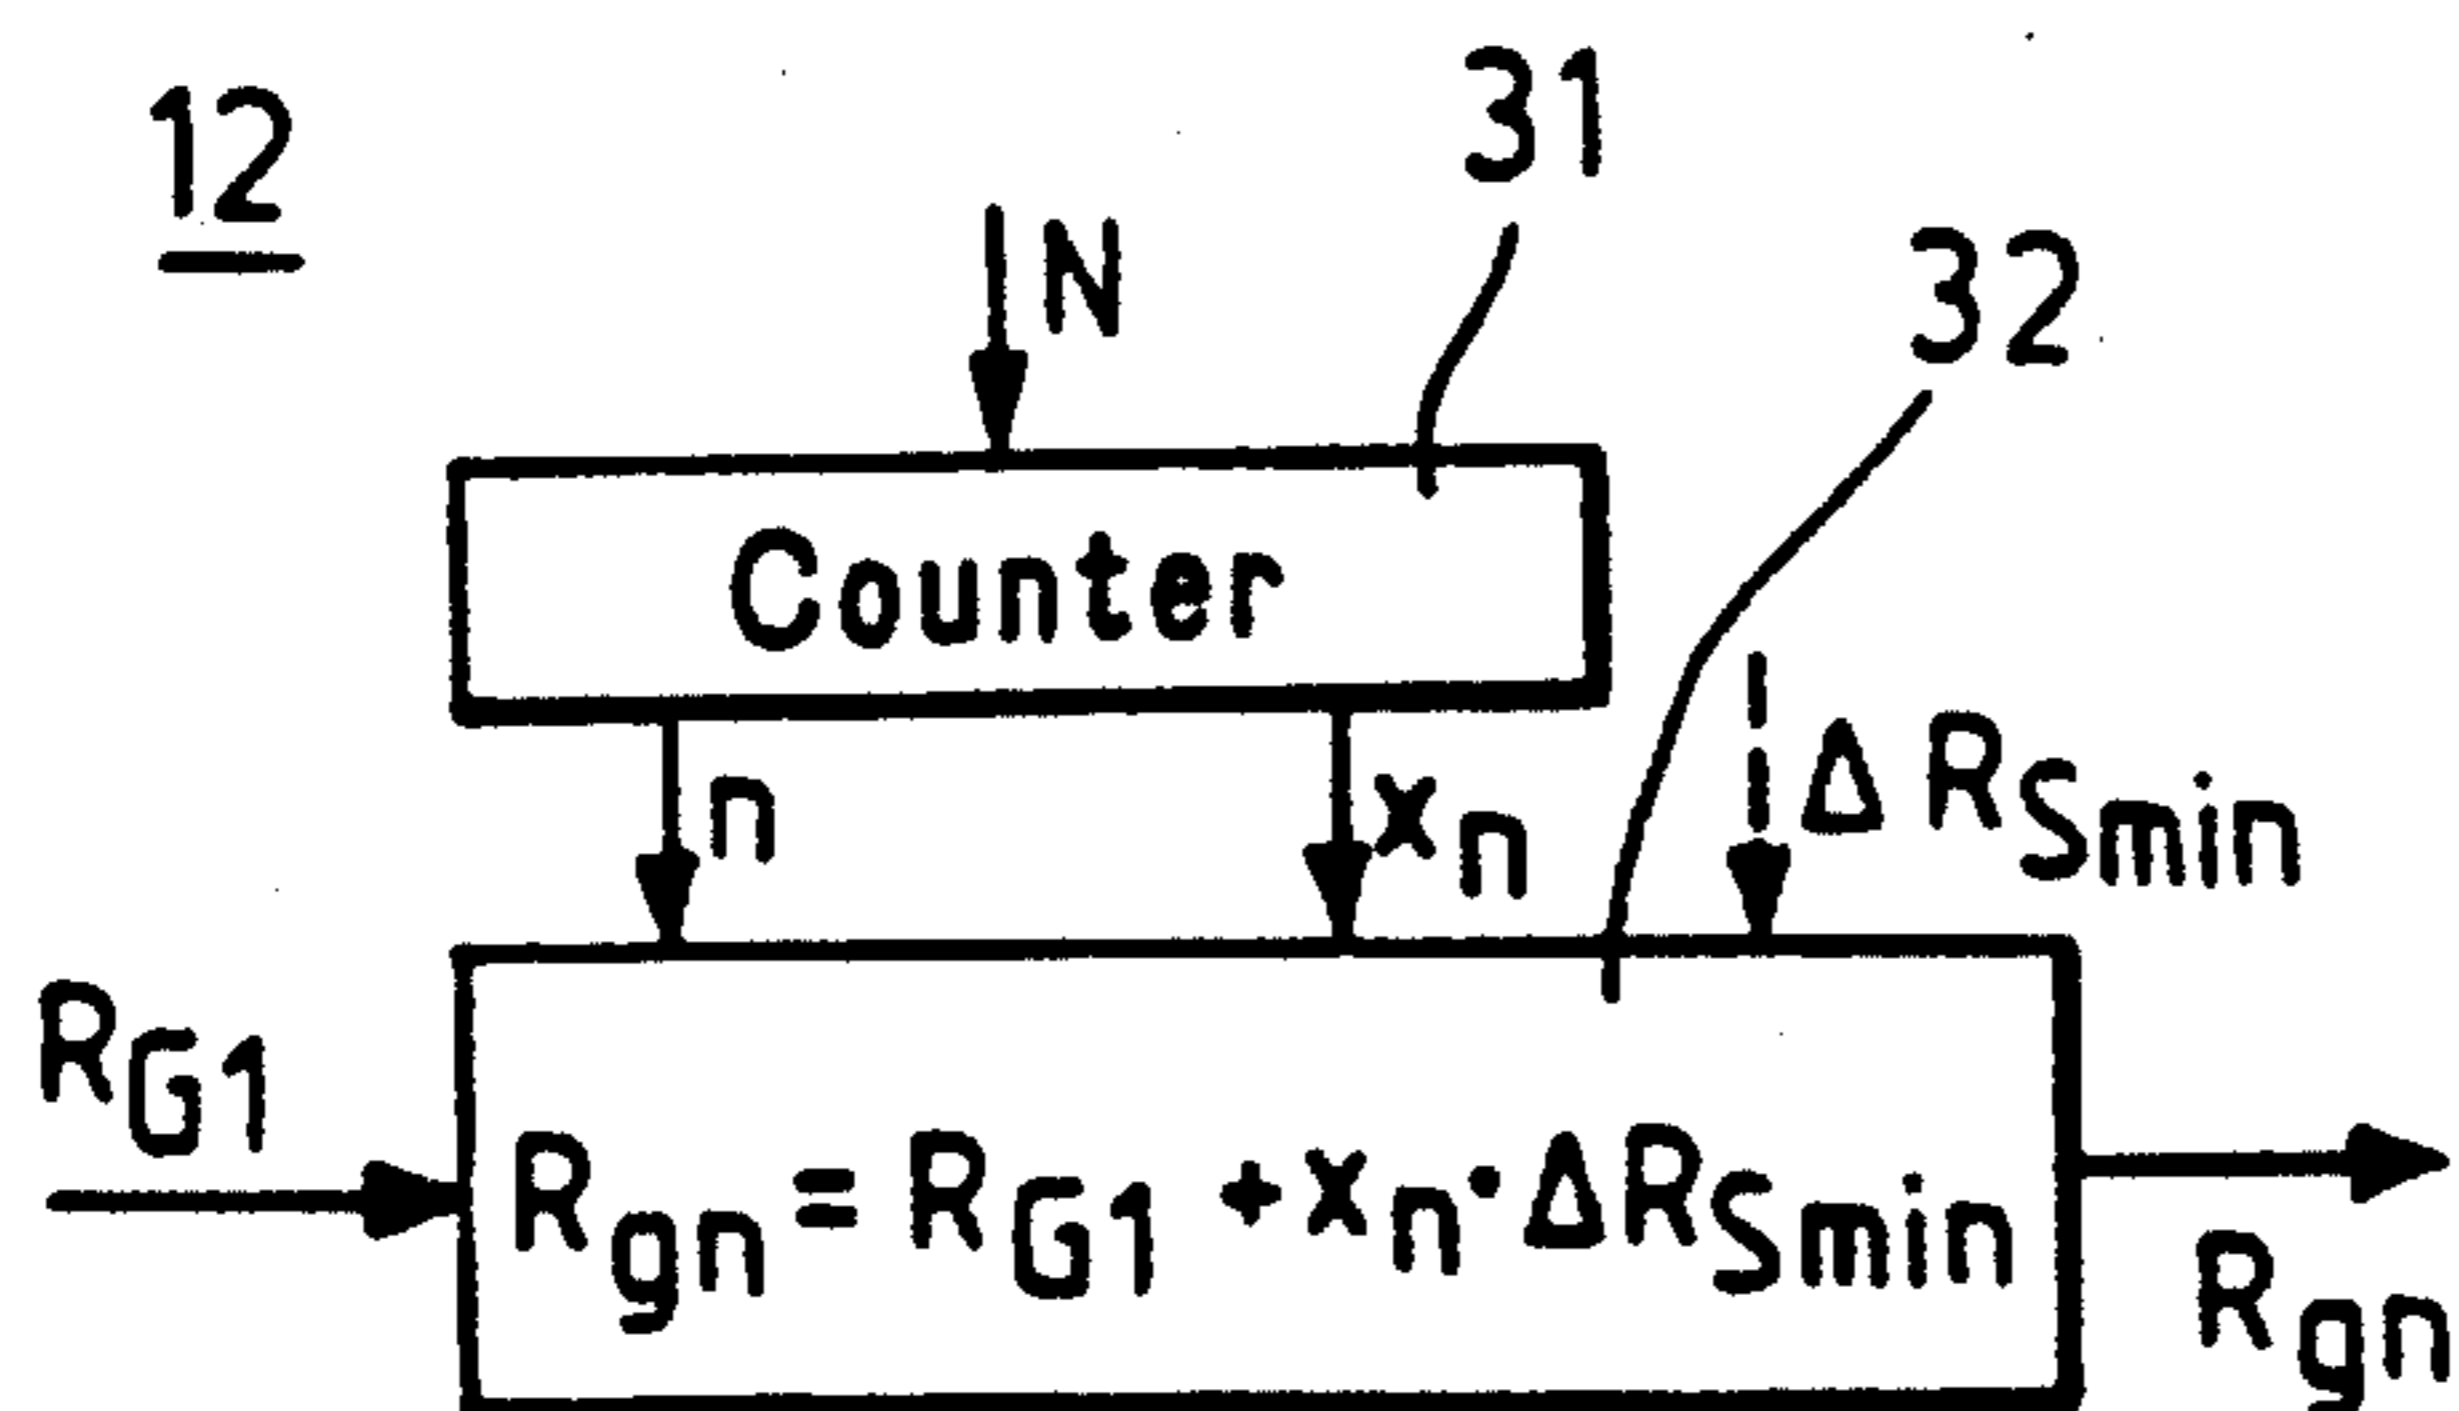 12
31
N
32
Counter
n
xn
ΔRSmin
RG1
Rgn = RG1 + xn · ΔRSmin
Rgn